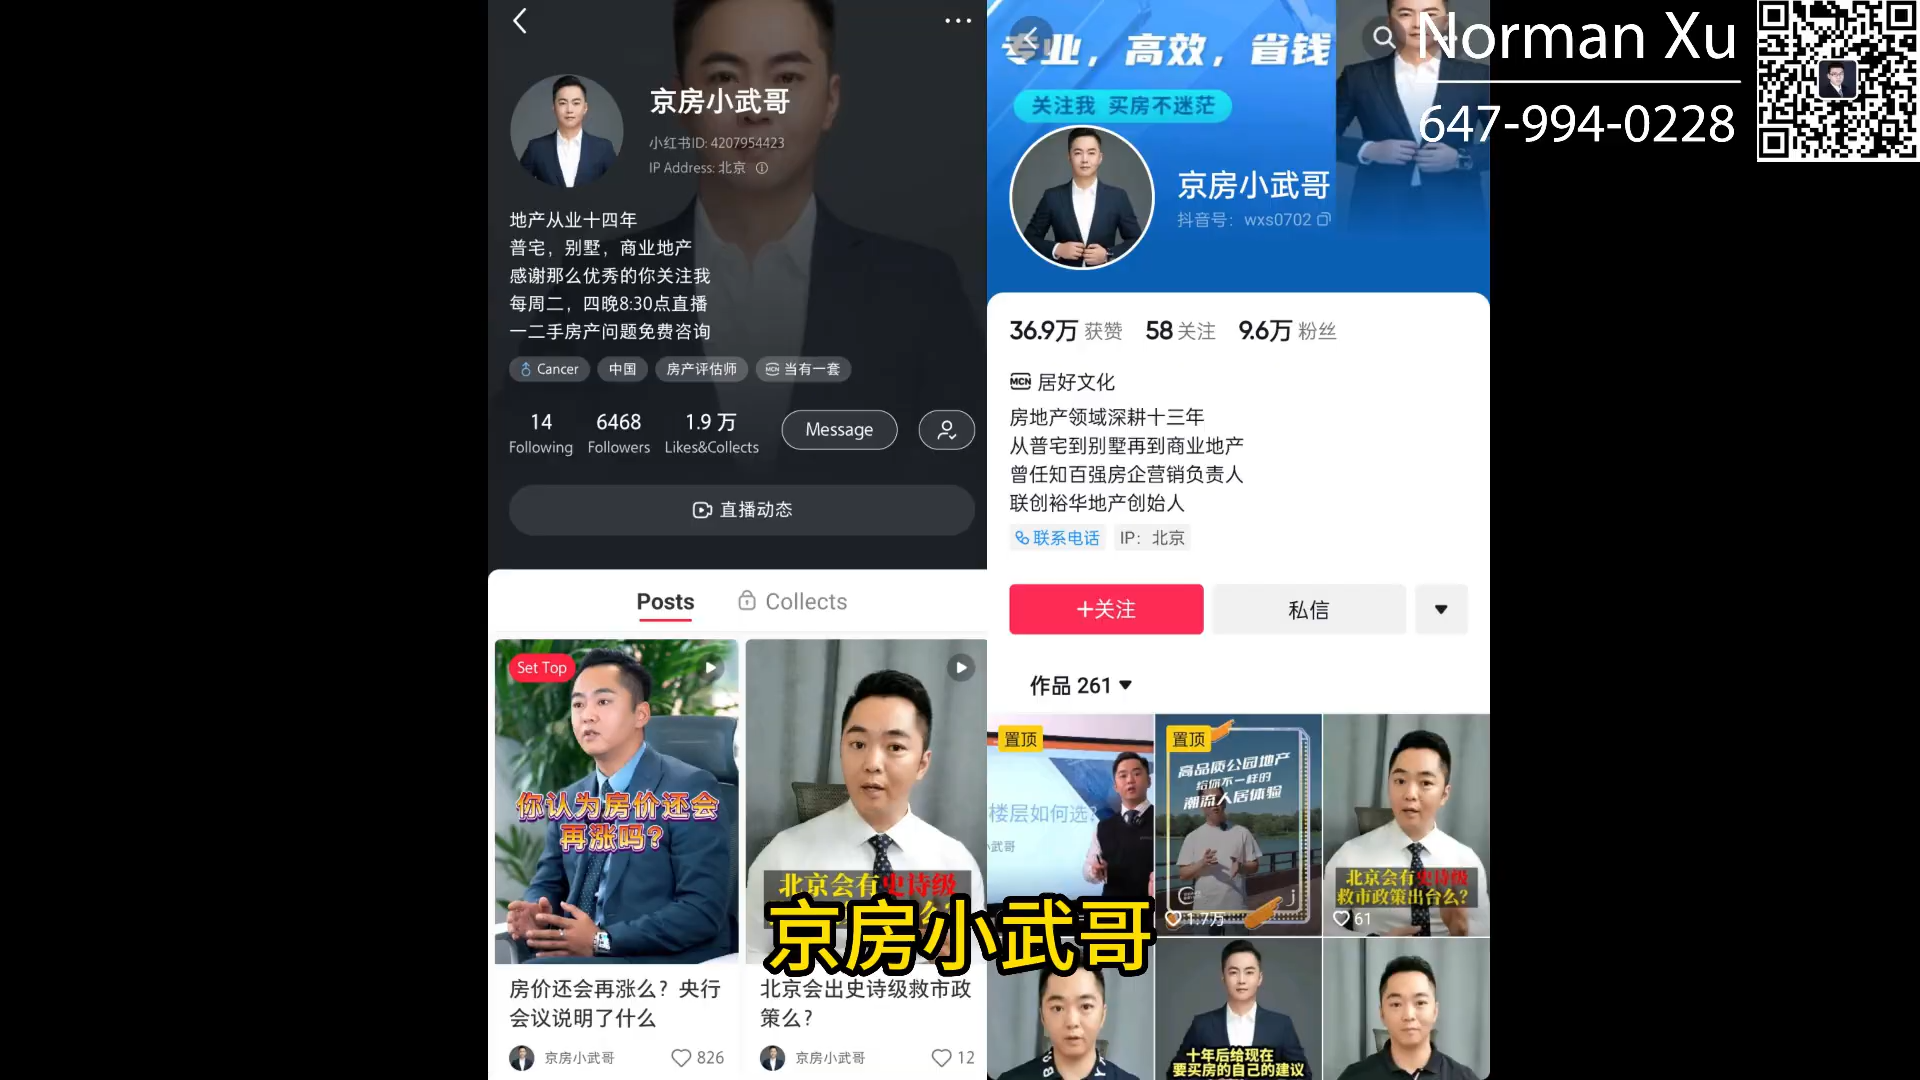 京房小武哥
小红书ID: 4207954423
IP Address: 北京
地产从业十四年
普宅，别墅，商业地产
感谢那么优秀的你关注我
每周二，四晚8:30点直播
一二手房产问题免费咨询
Cancer
中国
房产评估师
MCN 当有一套
14
6468
1.9 万
Following
Followers
Likes&Collects
Message
直播动态
Posts
Collects
Set Top
你认为房价还会
再涨吗?
北京会有史诗级
房价还会再涨么？央行
会议说明了什么
京房小武哥
826
北京会出史诗级救市政
策么？
京房小武哥
12
专业，高效，省钱
关注我 买房不迷茫
京房小武哥
抖音号：wxs0702
36.9万 获赞
58 关注
9.6万 粉丝
MCN 居好文化
房地产领域深耕十三年
从普宅到别墅再到商业地产
曾任知百强房企营销负责人
联创裕华地产创始人
联系电话
IP：北京
+关注
私信
作品 261
置顶
楼层如何选?
小武哥
置顶
高品质公园地产
给你不一样的
潮流人居体验
1.7万
北京会有史诗级
救市政策出台么?
61
十年后给现在
要买房的自己的建议
京房小武哥
Norman Xu
647-994-0228